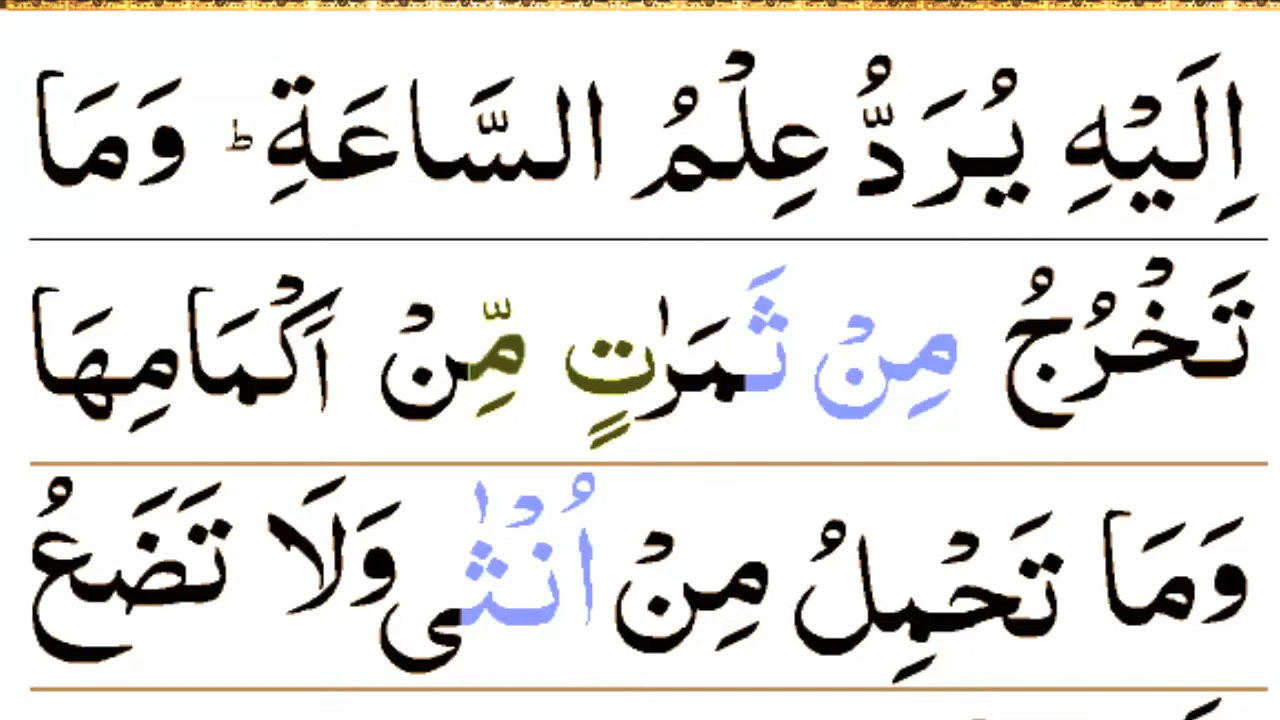 اِلَيْهِ يُرَدُّ عِلْمُ السَّاعَةِ ؕ وَمَا
تَخْرُجُ مِنْ ثَمَرٰتٍ مِّنْ اَكْمَامِهَا
وَمَا تَحْمِلُ مِنْ اُنْثٰى وَلَا تَضَعُ